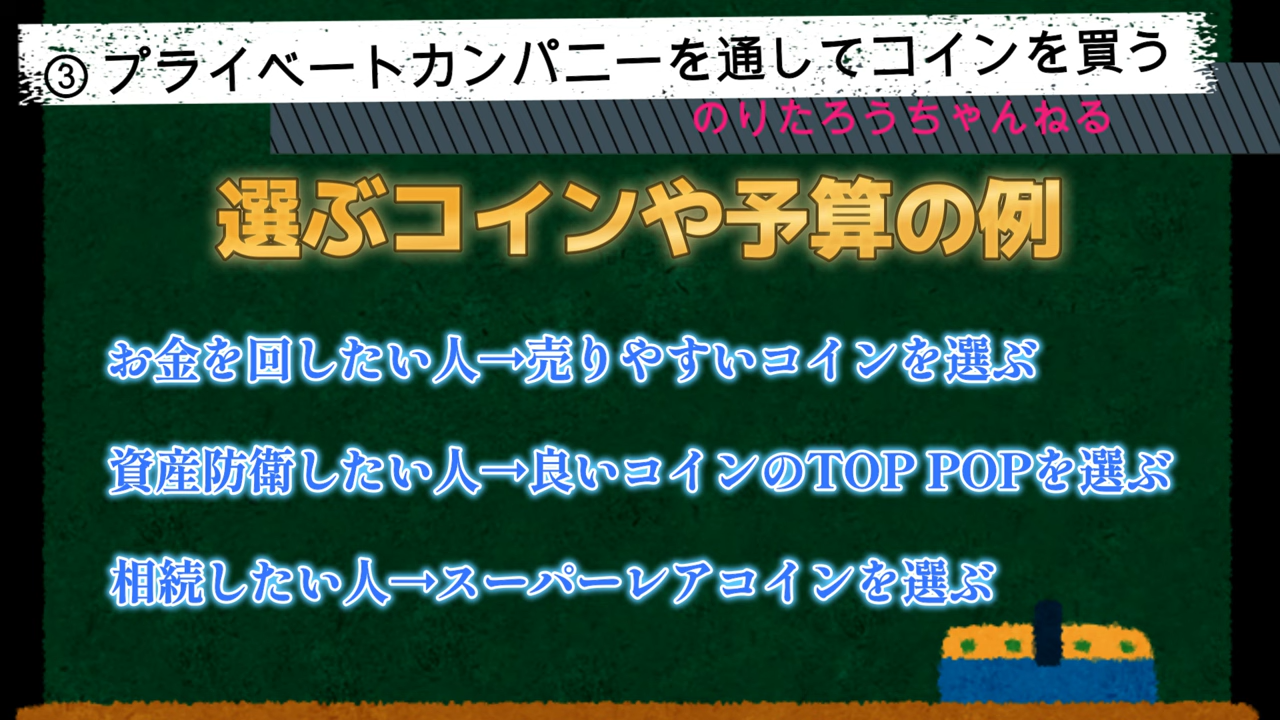 ③プライベートカンパニーを通してコインを買う
のりたろうちゃんねる
選ぶコインや予算の例
お金を回したい人→売りやすいコインを選ぶ
資産防衛したい人→良いコインのTOP POPを選ぶ
相続したい人→スーパーレアコインを選ぶ